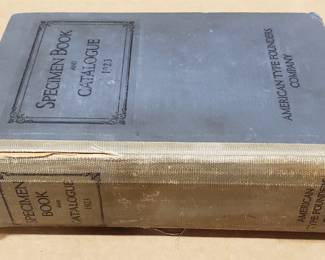 SPECIMEN BOOK
AND
CATALOGUE
1923
AMERICAN TYPE FOUNDERS
COMPANY
SPECIMEN
BOOK
AND
CATALOGUE
1923
AMERICAN
TYPE FOUNDERS